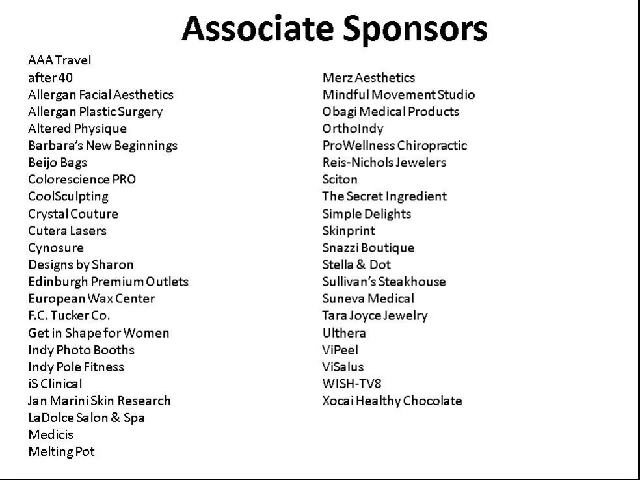 Associate Sponsors
AAA Travel
after 40
Allergan Facial Aesthetics
Allergan Plastic Surgery
Altered Physique
Barbara's New Beginnings
Beijo Bags
Colorescience PRO
CoolSculpting
Crystal Couture
Cutera Lasers
Cynosure
Designs by Sharon
Edinburgh Premium Outlets
European Wax Center
F.C. Tucker Co.
Get in Shape for Women
Indy Photo Booths
Indy Pole Fitness
iS Clinical
Jan Marini Skin Research
LaDolce Salon & Spa
Medicis
Melting Pot
Merz Aesthetics
Mindful Movement Studio
Obagi Medical Products
OrthoIndy
ProWellness Chiropractic
Reis-Nichols Jewelers
Sciton
The Secret Ingredient
Simple Delights
Skinprint
Snazzi Boutique
Stella & Dot
Sullivan's Steakhouse
Suneva Medical
Tara Joyce Jewelry
Ulthera
ViPeel
ViSalus
WISH-TV8
Xocai Healthy Chocolate